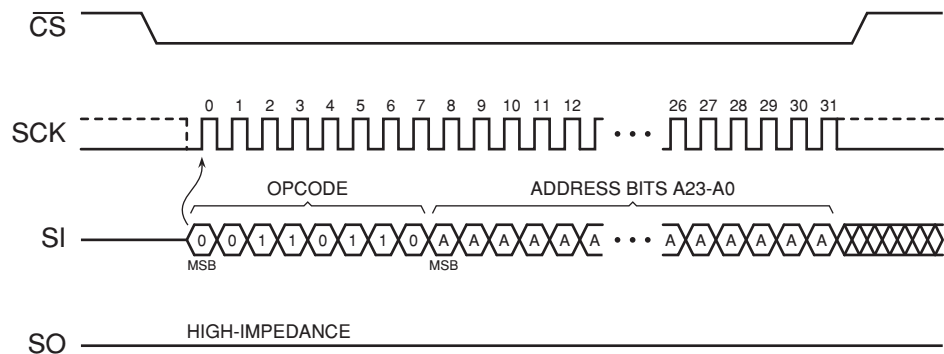 CS
0 1 2 3 4 5 6 7 8 9 10 11 12 26 27 28 29 30 31
SCK
OPCODE ADDRESS BITS A23-A0
SI 0 0 1 1 0 1 1 0 A A A A A A A A A A A A
MSB MSB
HIGH-IMPEDANCE
SO